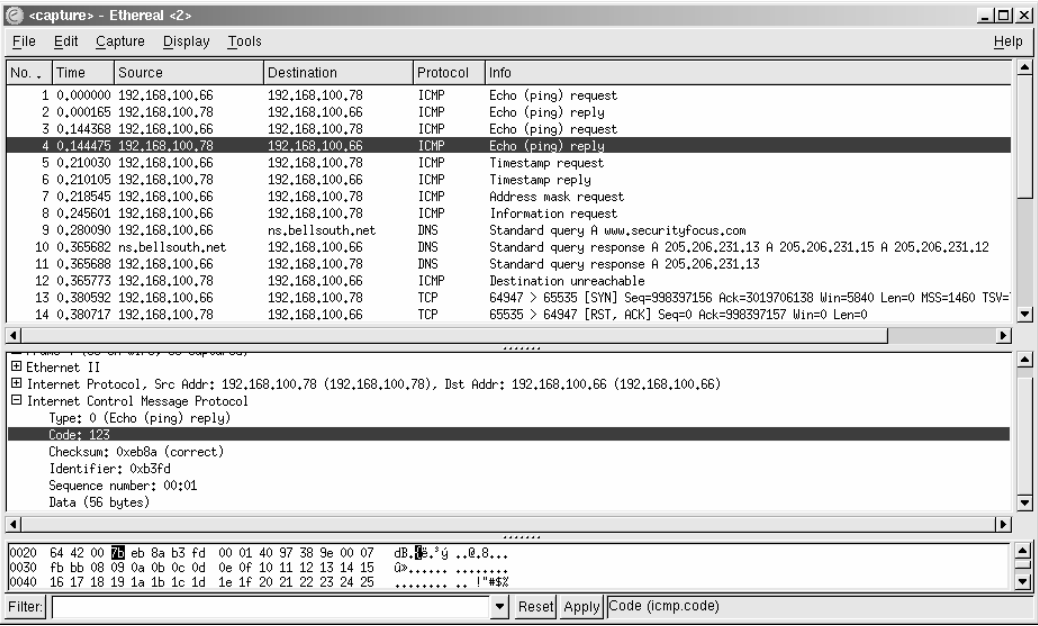 <capture> - Ethereal <2>
File Edit Capture Display Tools Help
No. . Time Source Destination Protocol Info
1 0.000000 192.168.100.66 192.168.100.78 ICMP Echo (ping) request
2 0.000165 192.168.100.78 192.168.100.66 ICMP Echo (ping) reply
3 0.144368 192.168.100.66 192.168.100.78 ICMP Echo (ping) request
4 0.144475 192.168.100.78 192.168.100.66 ICMP Echo (ping) reply
5 0.210030 192.168.100.66 192.168.100.78 ICMP Timestamp request
6 0.210105 192.168.100.78 192.168.100.66 ICMP Timestamp reply
7 0.218545 192.168.100.66 192.168.100.78 ICMP Address mask request
8 0.245601 192.168.100.66 192.168.100.78 ICMP Information request
9 0.280090 192.168.100.66 ns.bellsouth.net DNS Standard query A www.securityfocus.com
10 0.365682 ns.bellsouth.net 192.168.100.66 DNS Standard query response A 205.206.231.13 A 205.206.231.15 A 205.206.231.12
11 0.365688 192.168.100.66 192.168.100.78 DNS Standard query response A 205.206.231.13
12 0.365773 192.168.100.78 192.168.100.66 ICMP Destination unreachable
13 0.380592 192.168.100.66 192.168.100.78 TCP 64947 > 65535 [SYN] Seq=998397156 Ack=3019706138 Win=5840 Len=0 MSS=1460 TSV=
14 0.380717 192.168.100.78 192.168.100.66 TCP 65535 > 64947 [RST, ACK] Seq=0 Ack=998397157 Win=0 Len=0
Ethernet II
Internet Protocol, Src Addr: 192.168.100.78 (192.168.100.78), Dst Addr: 192.168.100.66 (192.168.100.66)
Internet Control Message Protocol
Type: 0 (Echo (ping) reply)
Code: 123
Checksum: 0xeb8a (correct)
Identifier: 0xb3fd
Sequence number: 00:01
Data (56 bytes)
0020 64 42 00 7b eb 8a b3 fd 00 01 40 97 38 9e 00 07 dB.{ë.³ý ..@.8...
0030 fb bb 08 09 0a 0b 0c 0d 0e 0f 10 11 12 13 14 15 û»...... ........
0040 16 17 18 19 1a 1b 1c 1d 1e 1f 20 21 22 23 24 25 ........ .. !"#$%
Filter: Reset Apply Code (icmp.code)